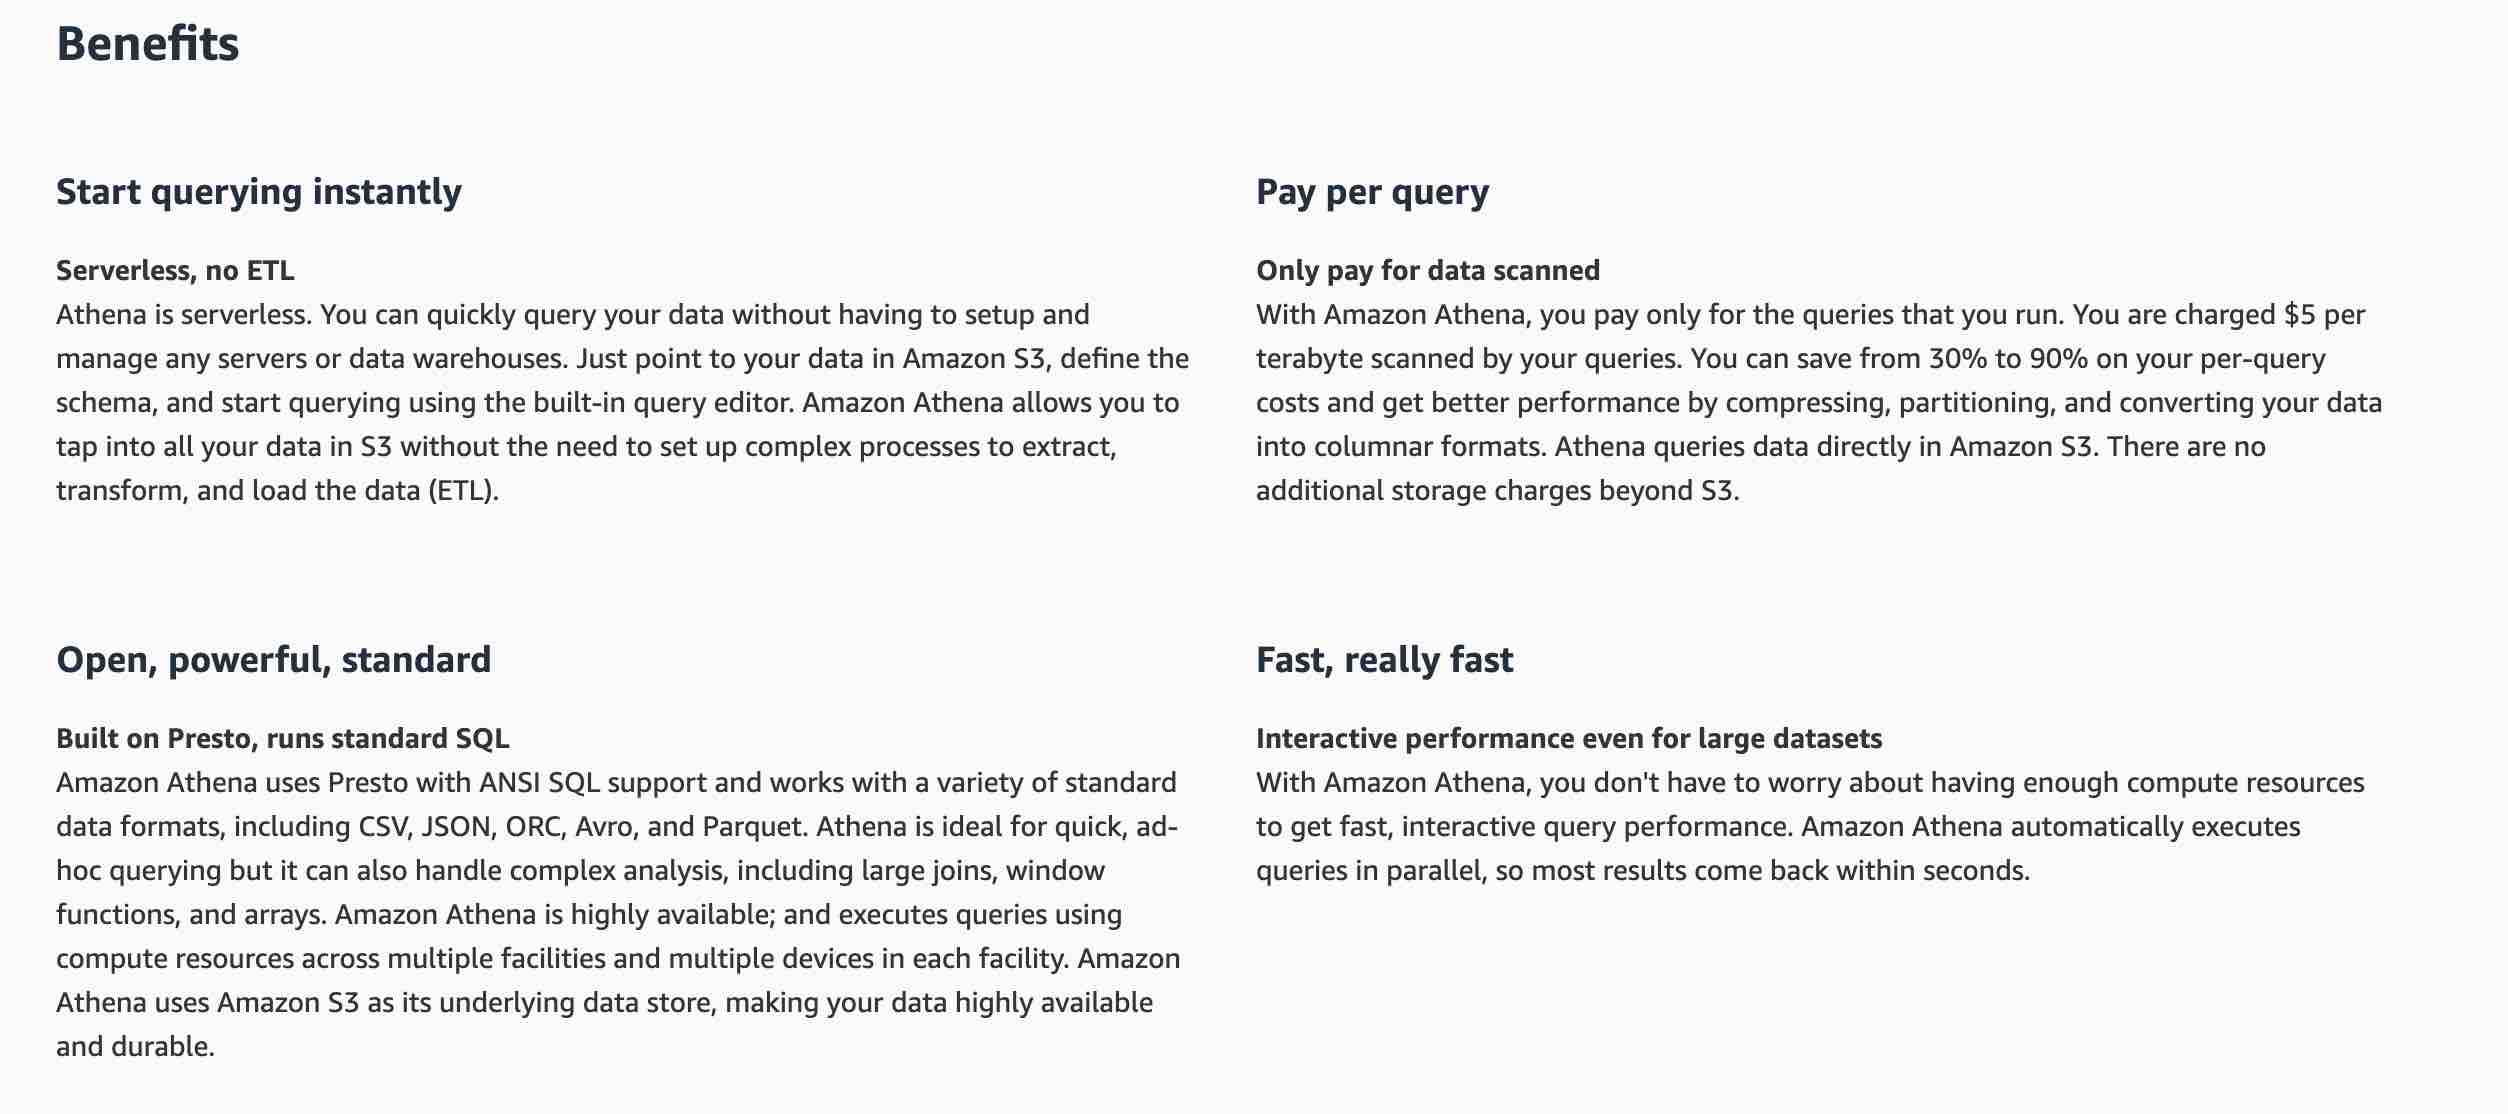 Benefits
Start querying instantly
Serverless, no ETL
Athena is serverless. You can quickly query your data without having to setup and
manage any servers or data warehouses. Just point to your data in Amazon S3, define the
schema, and start querying using the built-in query editor. Amazon Athena allows you to
tap into all your data in S3 without the need to set up complex processes to extract,
transform, and load the data (ETL).
Pay per query
Only pay for data scanned
With Amazon Athena, you pay only for the queries that you run. You are charged $5 per
terabyte scanned by your queries. You can save from 30% to 90% on your per-query
costs and get better performance by compressing, partitioning, and converting your data
into columnar formats. Athena queries data directly in Amazon S3. There are no
additional storage charges beyond S3.
Open, powerful, standard
Built on Presto, runs standard SQL
Amazon Athena uses Presto with ANSI SQL support and works with a variety of standard
data formats, including CSV, JSON, ORC, Avro, and Parquet. Athena is ideal for quick, ad-
hoc querying but it can also handle complex analysis, including large joins, window
functions, and arrays. Amazon Athena is highly available; and executes queries using
compute resources across multiple facilities and multiple devices in each facility. Amazon
Athena uses Amazon S3 as its underlying data store, making your data highly available
and durable.
Fast, really fast
Interactive performance even for large datasets
With Amazon Athena, you don't have to worry about having enough compute resources
to get fast, interactive query performance. Amazon Athena automatically executes
queries in parallel, so most results come back within seconds.